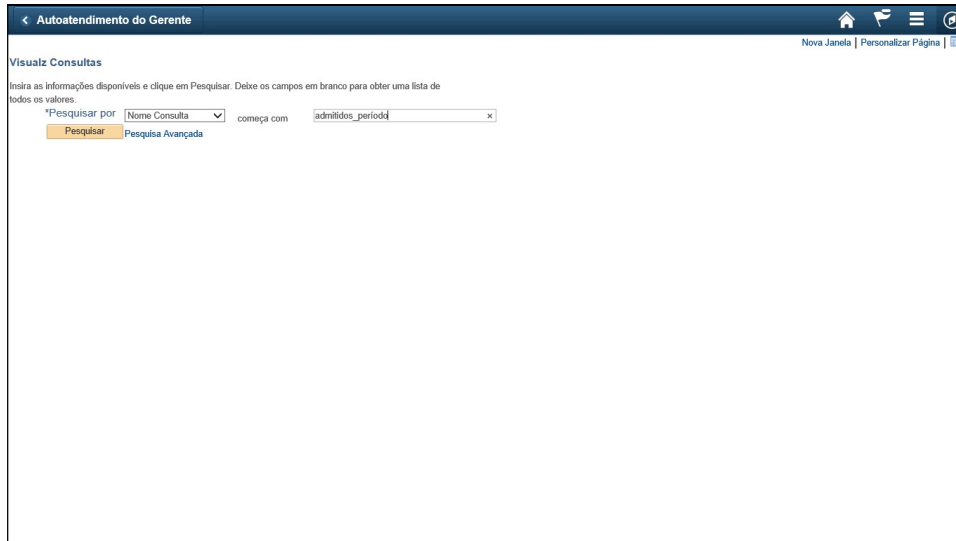 Autoatendimento do Gerente
Nova Janela | Personalizar Página |
Visualz Consultas
Insira as informações disponíveis e clique em Pesquisar. Deixe os campos em branco para obter uma lista de
todos os valores.
*Pesquisar por Nome Consulta começa com admitidos_periodo
Pesquisar Pesquisa Avançada